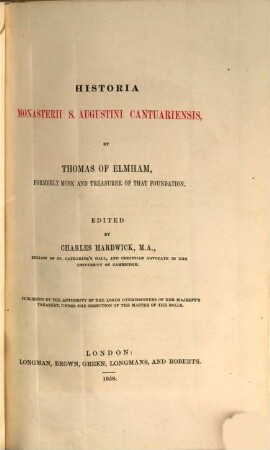 HISTORIA
MONASTERII S. AUGUSTINI CANTUARIENSIS,
BY
THOMAS OF ELMHAM,
FORMERLY MONK AND TREASURER OF THAT FOUNDATION.
EDITED
BY
CHARLES HARDWICK, M.A.,
FELLOW OF ST. CATHARINE'S HALL, AND CHRISTIAN ADVOCATE IN THE
UNIVERSITY OF CAMBRIDGE.
PUBLISHED BY THE AUTHORITY OF THE LORDS COMMISSIONERS OF HER MAJESTY'S
TREASURY, UNDER THE DIRECTION OF THE MASTER OF THE ROLLS.
LONDON:
LONGMAN, BROWN, GREEN, LONGMANS, AND ROBERTS.
1858.